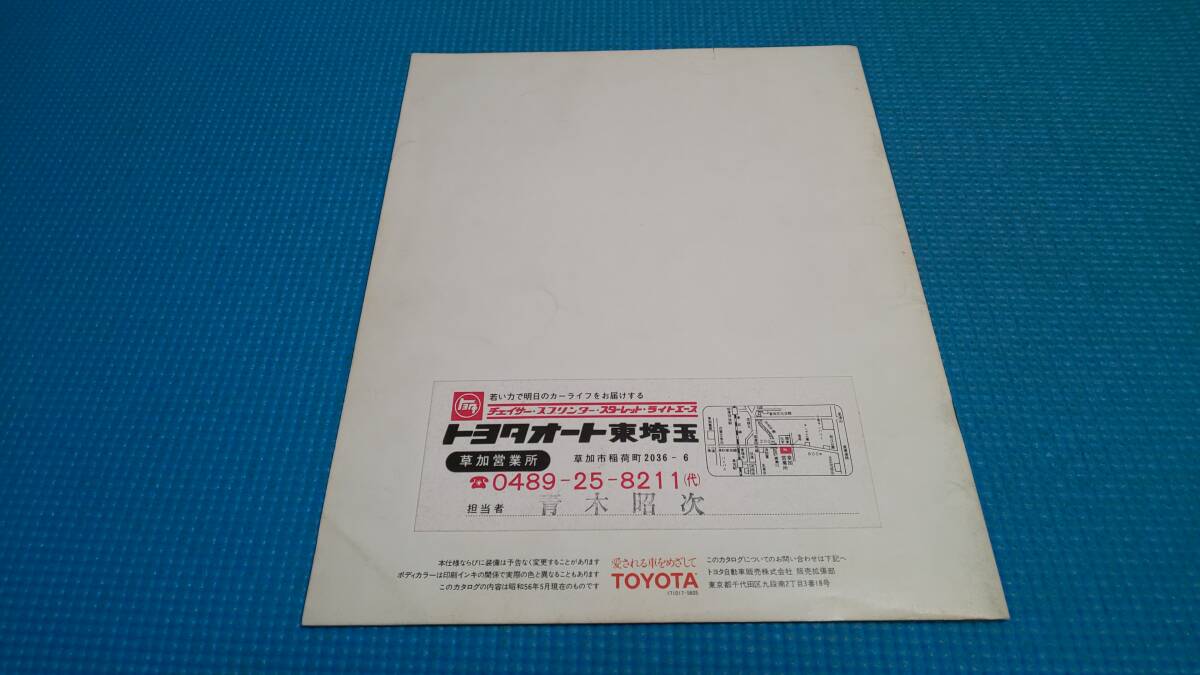 トヨタ
若い力で明日のカーライフをお届けする
チェイサー・スプリンター・スターレット・ライトエース
トヨタオート東埼玉
草加営業所
草加市稲荷町2036-6
☎0489-25-8211(代)
担当者 青木昭次
草加
営業所
本仕様ならびに装備は予告なく変更することがあります
ボディカラーは印刷インキの関係で実際の色と異なることもあります
このカタログの内容は昭和56年5月現在のものです
愛される車をめざして
TOYOTA
171017-5605
このカタログについてのお問い合わせは下記へ
トヨタ自動車販売株式会社 販売拡張部
東京都千代田区九段南2丁目3番18号